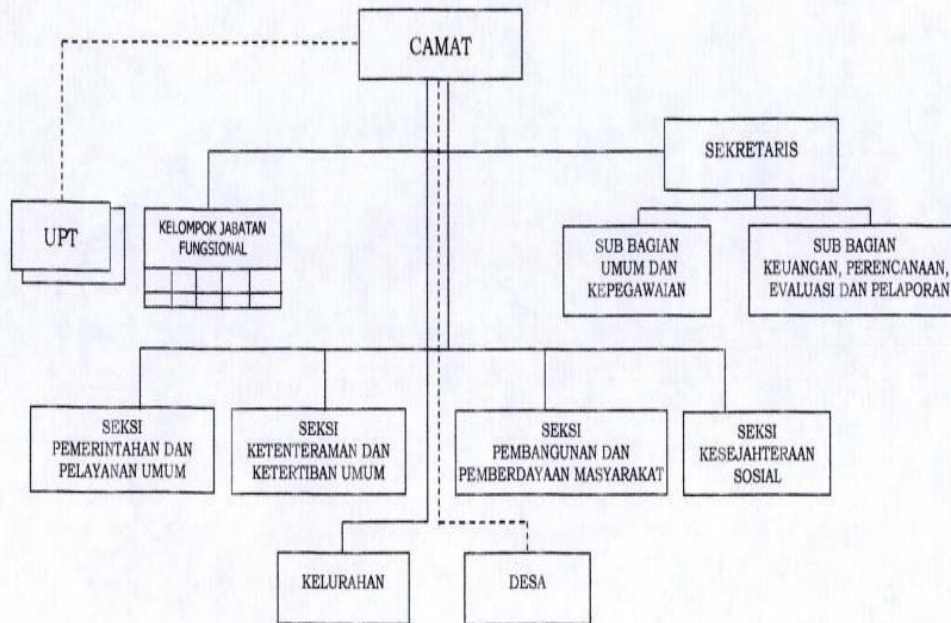 CAMAT
SEKRETARIS
UPT
KELOMPOK JABATAN
FUNGSIONAL
SUB BAGIAN
UMUM DAN
KEPEGAWAIAN
SUB BAGIAN
KEUANGAN, PERENCANAAN,
EVALUASI DAN PELAPORAN
SEKSI
PEMERINTAHAN DAN
PELAYANAN UMUM
SEKSI
KETENTERAMAN DAN
KETERTIBAN UMUM
SEKSI
PEMBANGUNAN DAN
PEMBERDAYAAN MASYARAKAT
SEKSI
KESEJAHTERAAN
SOSIAL
KELURAHAN
DESA